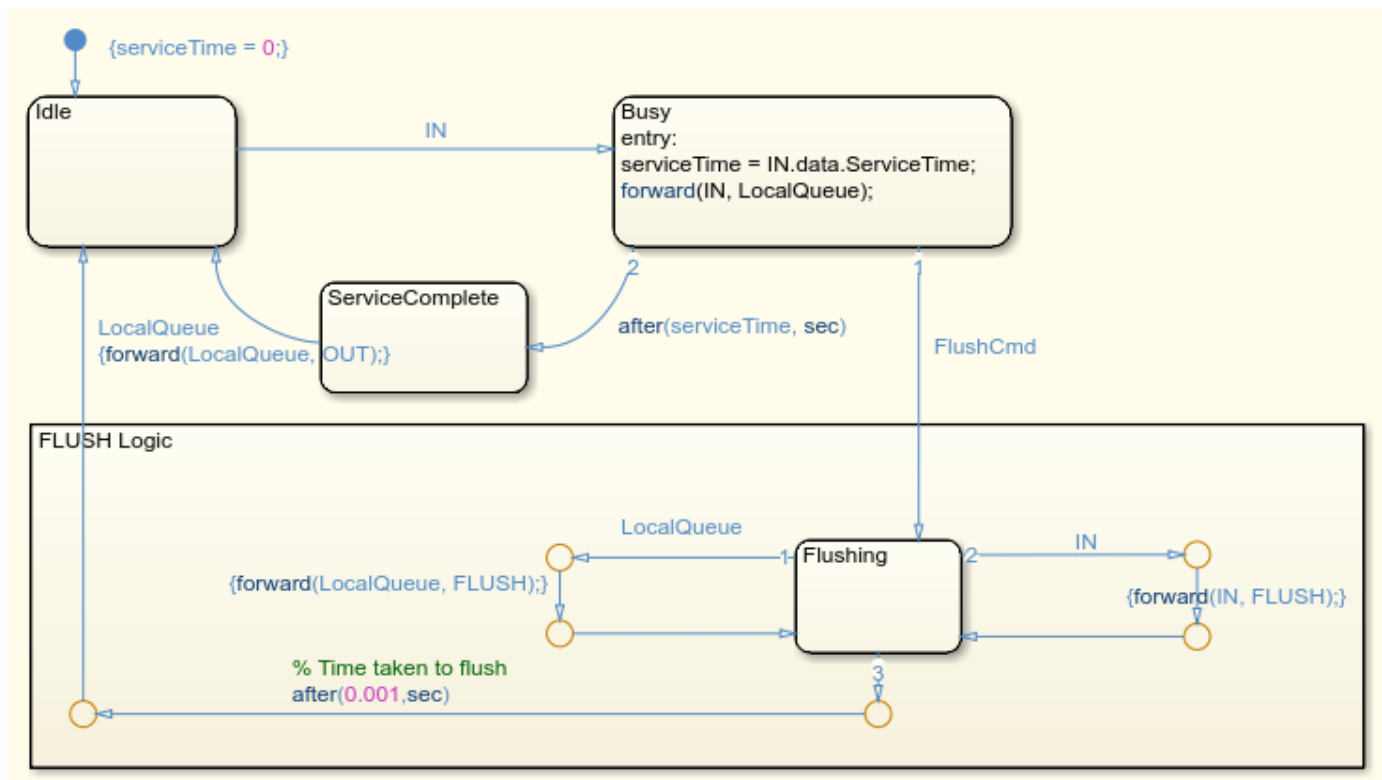 {serviceTime = 0;}
Idle
IN
Busy
entry:
serviceTime = IN.data.ServiceTime;
forward(IN, LocalQueue);
2
1
ServiceComplete
after(serviceTime, sec)
LocalQueue
{forward(LocalQueue, OUT);}
FlushCmd
FLUSH Logic
LocalQueue
1
Flushing
2
IN
{forward(LocalQueue, FLUSH);}
{forward(IN, FLUSH);}
3
% Time taken to flush
after(0.001,sec)